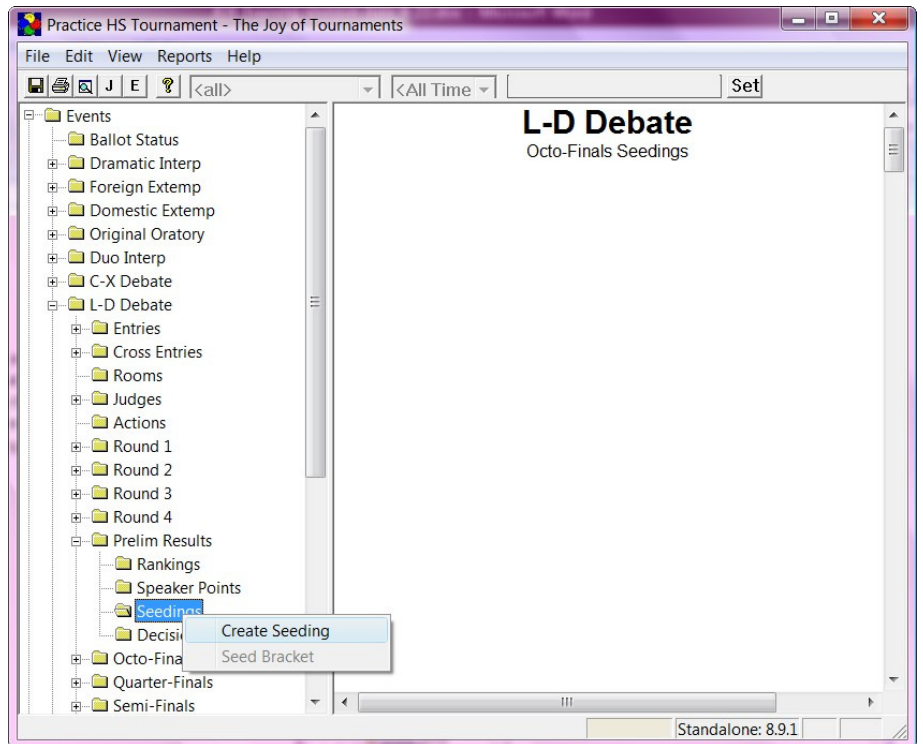 Practice HS Tournament - The Joy of Tournaments
File Edit View Reports Help
J E ? <all> <All Time Set
Events
Ballot Status
Dramatic Interp
Foreign Extemp
Domestic Extemp
Original Oratory
Duo Interp
C-X Debate
L-D Debate
Entries
Cross Entries
Rooms
Judges
Actions
Round 1
Round 2
Round 3
Round 4
Prelim Results
Rankings
Speaker Points
Seedings
Decisi
Octo-Fina
Quarter-Finals
Semi-Finals
Create Seeding
Seed Bracket
L-D Debate
Octo-Finals Seedings
Standalone: 8.9.1